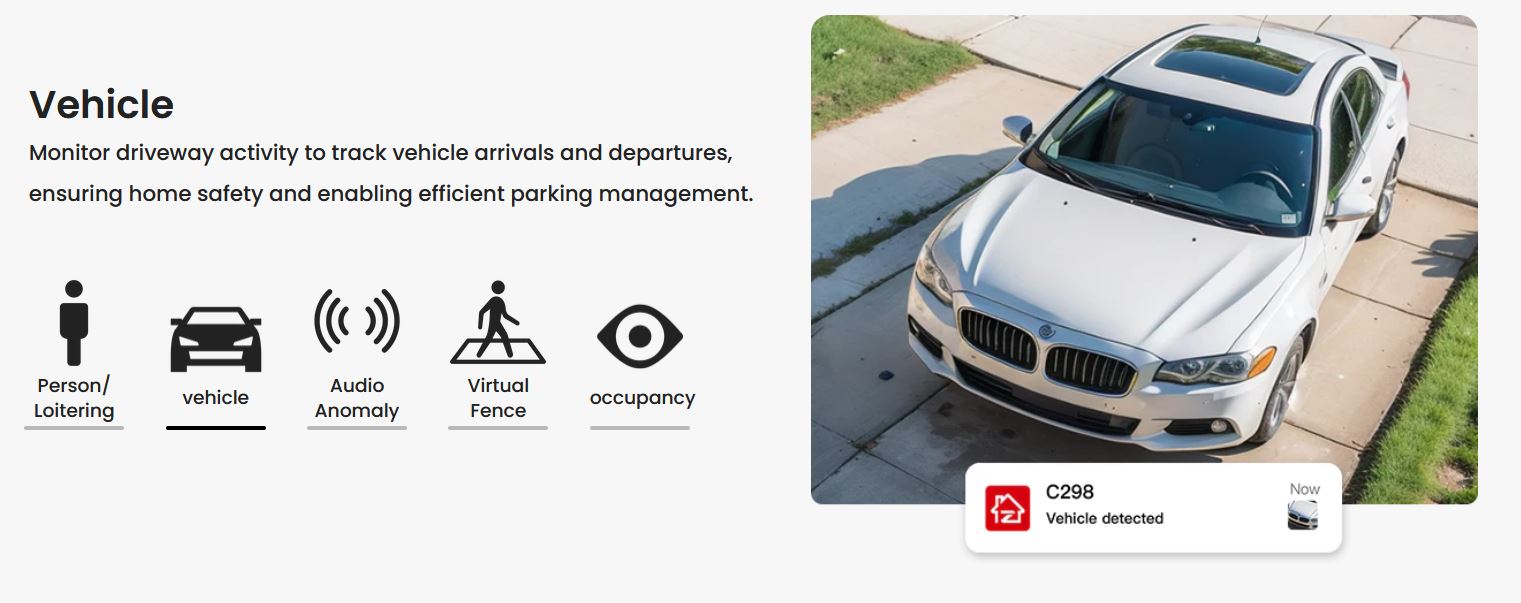 Vehicle
Monitor driveway activity to track vehicle arrivals and departures,
ensuring home safety and enabling efficient parking management.
Person/
Loitering
vehicle
Audio
Anomaly
Virtual
Fence
occupancy
C298
Now
Vehicle detected